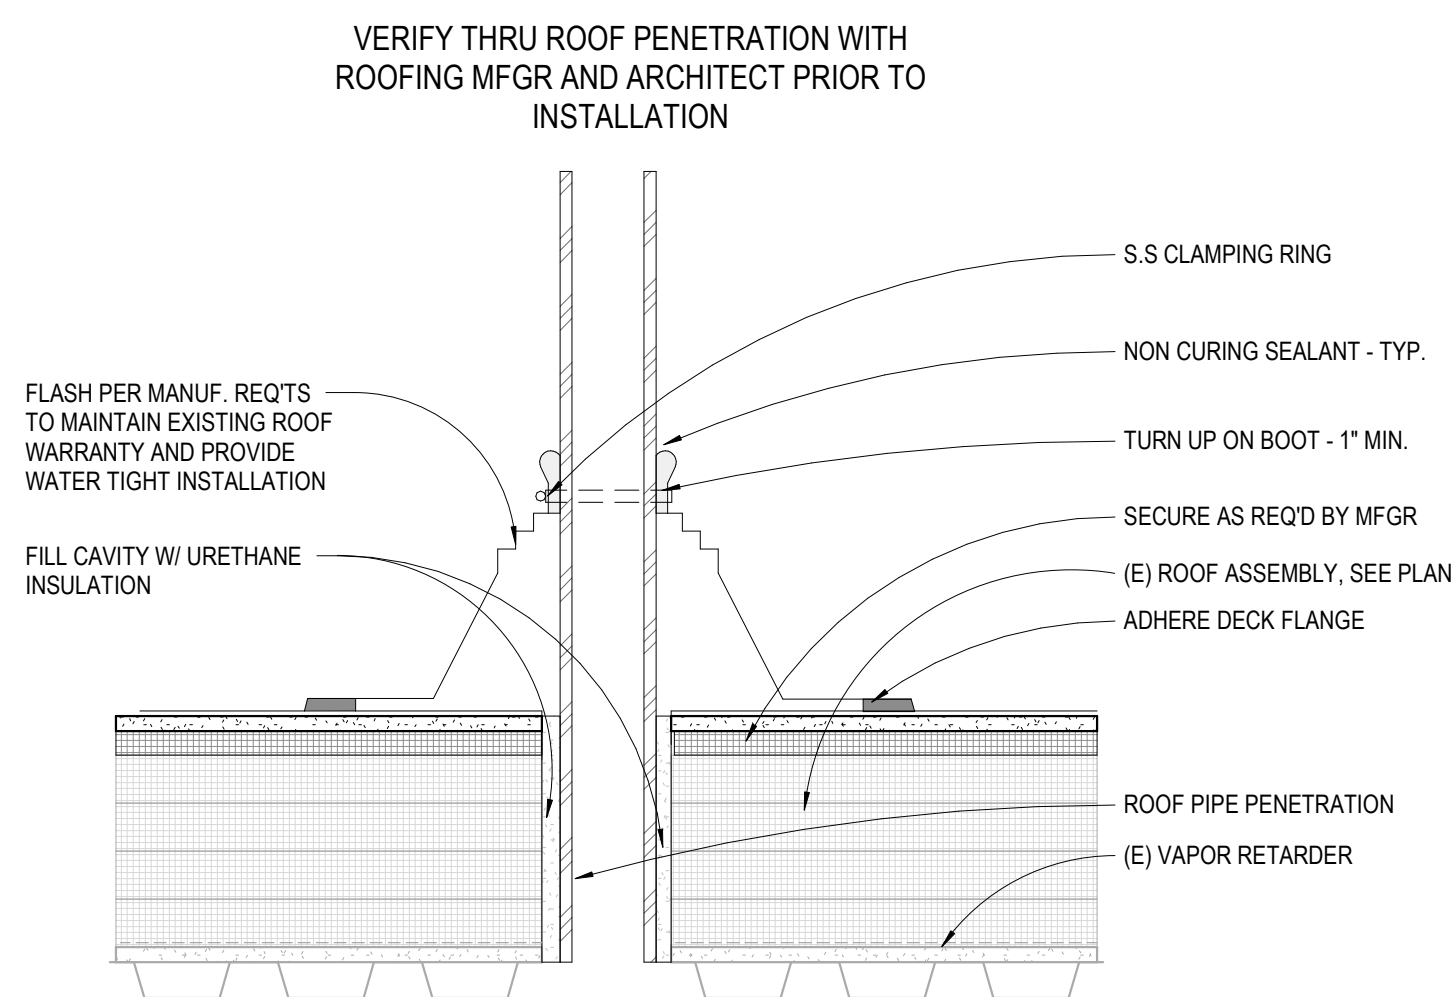 VERIFY THRU ROOF PENETRATION WITH
ROOFING MFGR AND ARCHITECT PRIOR TO
INSTALLATION
FLASH PER MANUF. REQ'TS
TO MAINTAIN EXISTING ROOF
WARRANTY AND PROVIDE
WATER TIGHT INSTALLATION
FILL CAVITY W/ URETHANE
INSULATION
S.S CLAMPING RING
NON CURING SEALANT - TYP.
TURN UP ON BOOT - 1" MIN.
SECURE AS REQ'D BY MFGR
(E) ROOF ASSEMBLY, SEE PLAN
ADHERE DECK FLANGE
ROOF PIPE PENETRATION
(E) VAPOR RETARDER